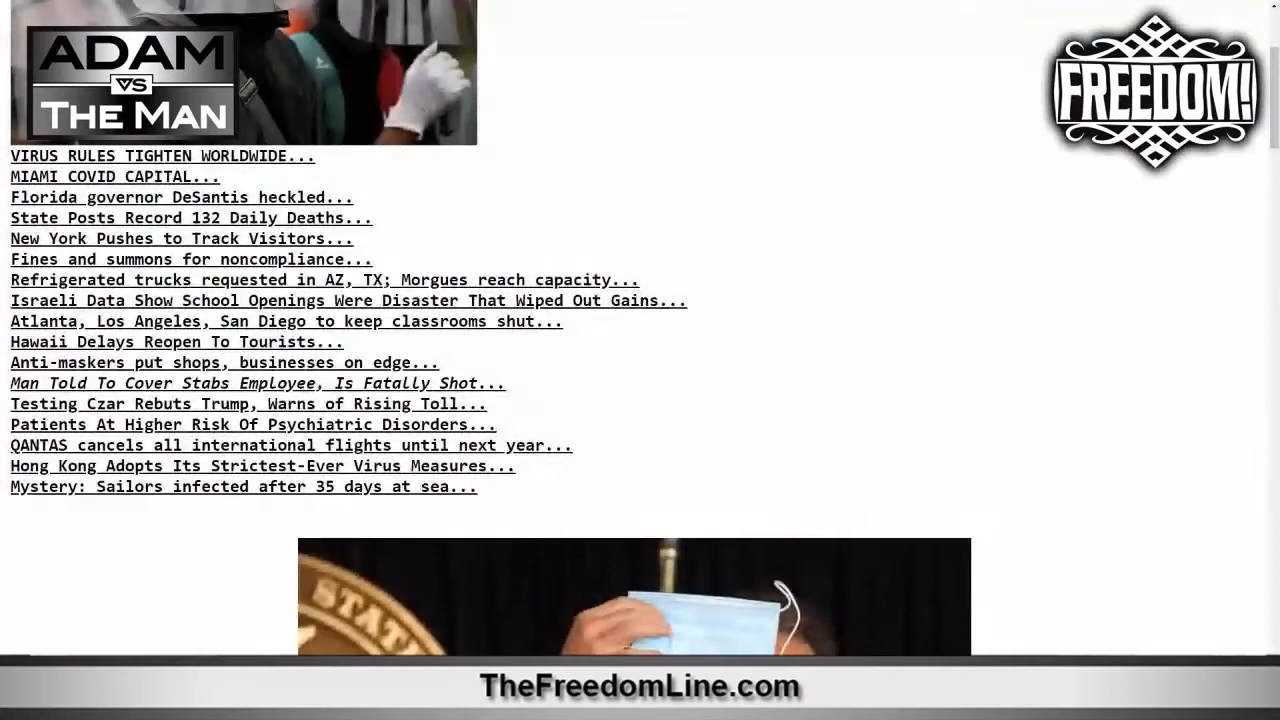 ADAM
VS
THE MAN
FREEDOM!
VIRUS RULES TIGHTEN WORLDWIDE...
MIAMI COVID CAPITAL...
Florida governor DeSantis heckled...
State Posts Record 132 Daily Deaths...
New York Pushes to Track Visitors...
Fines and summons for noncompliance...
Refrigerated trucks requested in AZ, TX; Morgues reach capacity...
Israeli Data Show School Openings Were Disaster That Wiped Out Gains...
Atlanta, Los Angeles, San Diego to keep classrooms shut...
Hawaii Delays Reopen To Tourists...
Anti-maskers put shops, businesses on edge...
Man Told To Cover Stabs Employee, Is Fatally Shot...
Testing Czar Rebuts Trump, Warns of Rising Toll...
Patients At Higher Risk Of Psychiatric Disorders...
QANTAS cancels all international flights until next year...
Hong Kong Adopts Its Strictest-Ever Virus Measures...
Mystery: Sailors infected after 35 days at sea...
STATE
TheFreedomLine.com